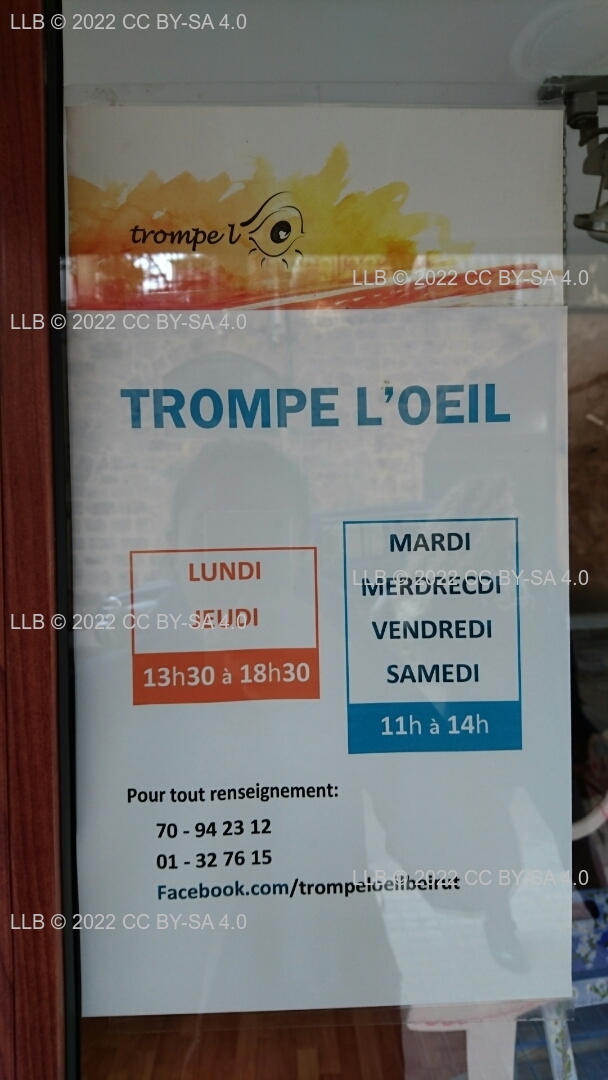 LLB © 2022 CC BY-SA 4.0
trompe l
LLB © 2022 CC BY-SA 4.0
LLB © 2022 CC BY-SA 4.0
TROMPE L'OEIL
LUNDI
JEUDI
13h30 à 18h30
MARDI
MERDRECDI
VENDREDI
SAMEDI
11h à 14h
LLB © 2022 CC BY-SA 4.0
LLB © 2022 CC BY-SA 4.0
Pour tout renseignement:
70 - 94 23 12
01 - 32 76 15
Facebook.com/trompeloeilbeirut
LLB © 2022 CC BY-SA 4.0
LLB © 2022 CC BY-SA 4.0